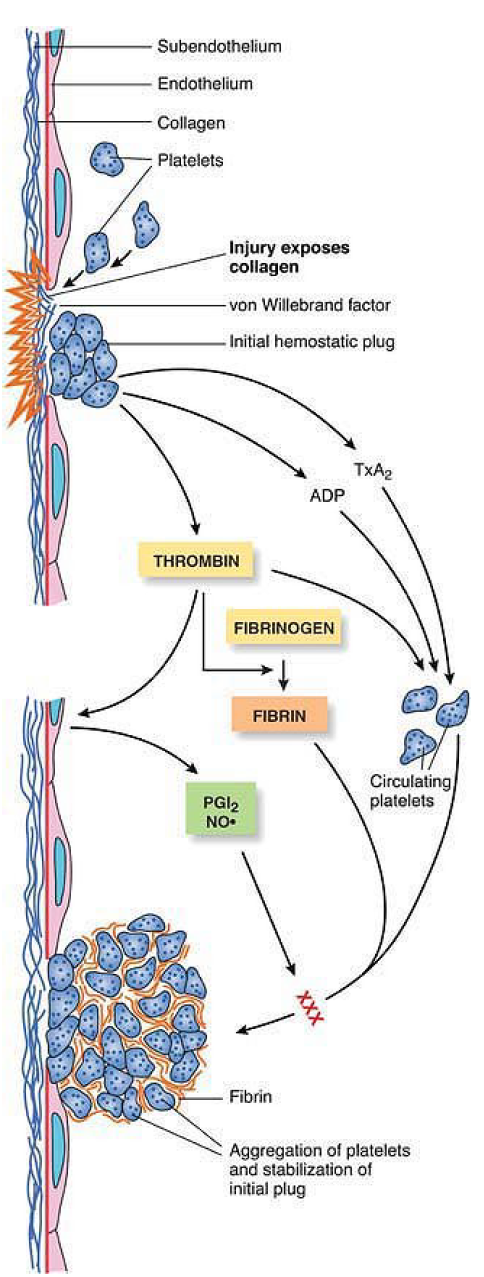 Subendothelium
Endothelium
Collagen
Platelets
Injury exposes
collagen
von Willebrand factor
Initial hemostatic plug
TxA2
ADP
THROMBIN
FIBRINOGEN
FIBRIN
Circulating
platelets
PGI2
NO•
XXX
Fibrin
Aggregation of platelets
and stabilization of
initial plug